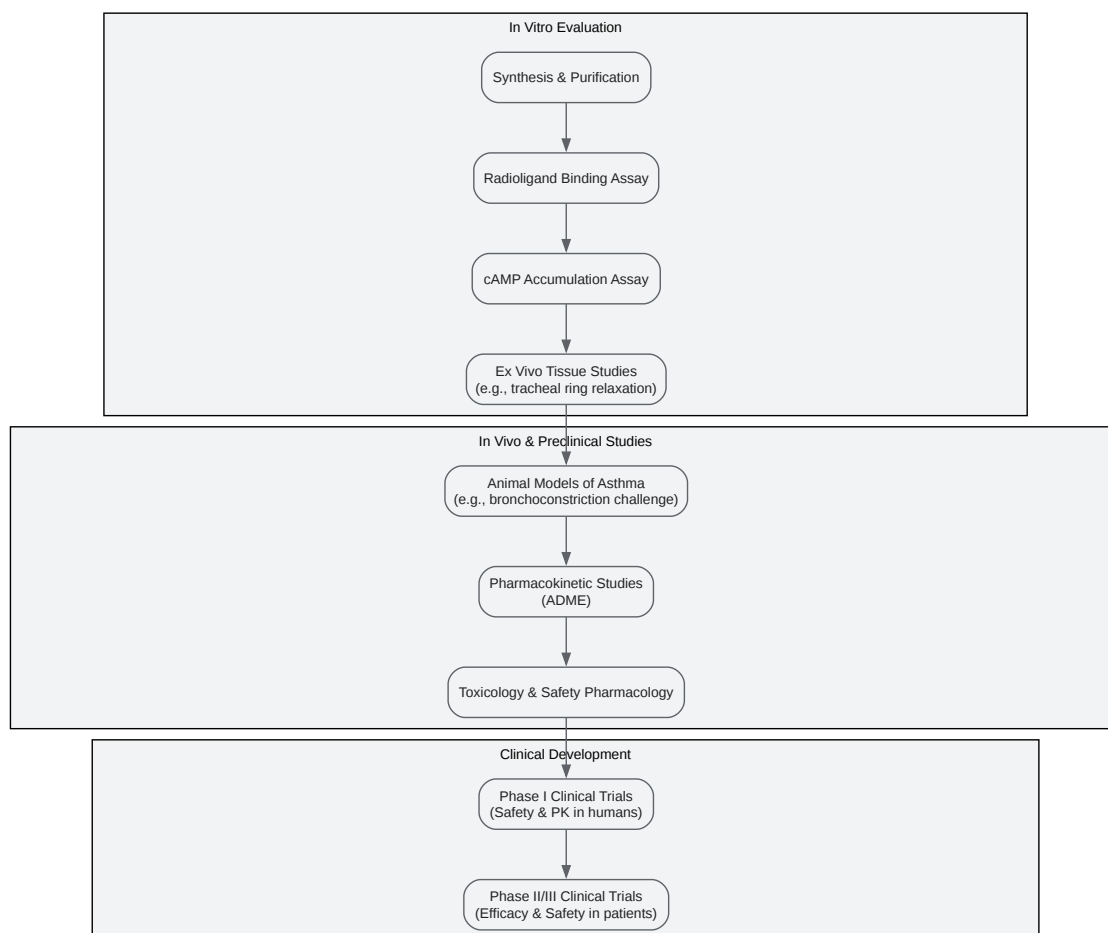 In Vitro Evaluation
Synthesis & Purification
Radioligand Binding Assay
cAMP Accumulation Assay
Ex Vivo Tissue Studies
(e.g., tracheal ring relaxation)
In Vivo & Preclinical Studies
Animal Models of Asthma
(e.g., bronchoconstriction challenge)
Pharmacokinetic Studies
(ADME)
Toxicology & Safety Pharmacology
Clinical Development
Phase I Clinical Trials
(Safety & PK in humans)
Phase II/III Clinical Trials
(Efficacy & Safety in patients)